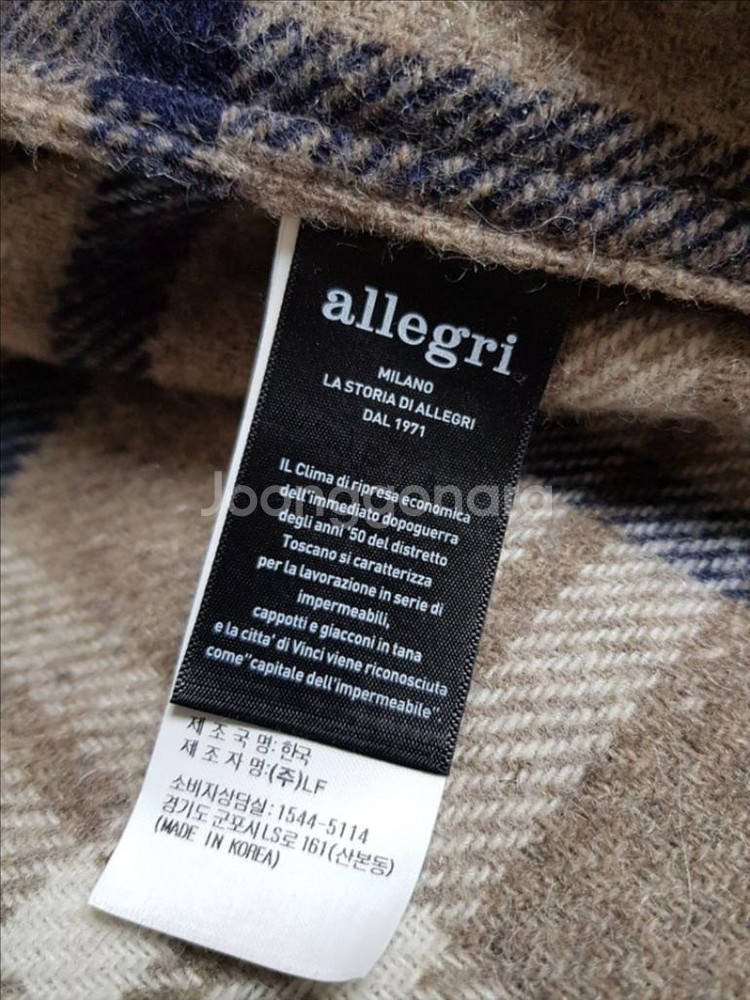 allegri
MILANO
LA STORIA DI ALLEGRI
DAL 1971
IL Clima di ripresa economica
dell'immediato dopoguerra
Joonggonara
degli anni '50 del distretto
Toscano si caratterizza
per la lavorazione in serie di
impermeabili,
cappotti e giacconi in tana
e la citta' di Vinci viene riconosciuta
come"capitale dell'impermeabile".
제 조 국 명:한국
제 조 자 명:(주)LF
소비자상담실:1544-5114
경기도 군포시 LS로 161(산본동)
(MADE IN KOREA)